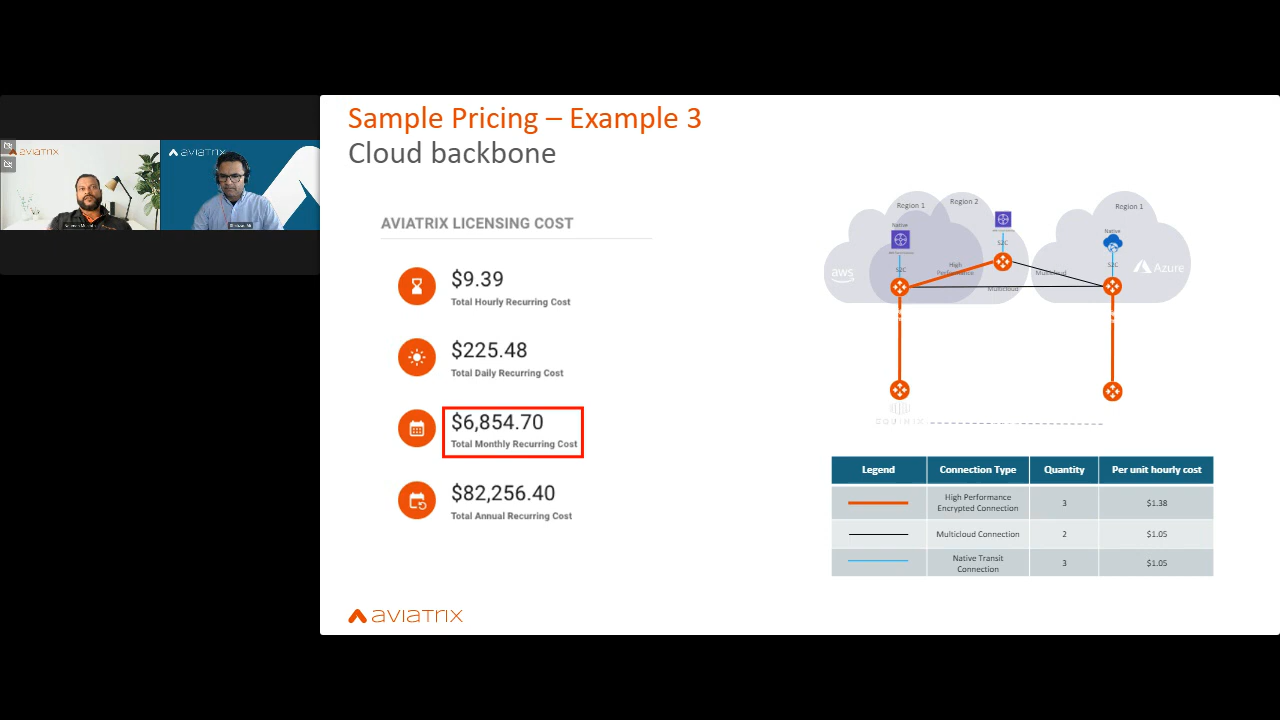 AVIATRIX
AVIATRIX
Sample Pricing – Example 3
Cloud backbone
AVIATRIX LICENSING COST
$9.39
Total Hourly Recurring Cost
$225.48
Total Daily Recurring Cost
$6,854.70
Total Monthly Recurring Cost
$82,256.40
Total Annual Recurring Cost
Region 1
Region 2
Region 1
Native
Native
S2C
S2C
S2C
High
Performance
Multicloud
Multicloud
aws
Azure
EQUINIX
Legend Connection Type Quantity Per unit hourly cost
High Performance
Encrypted Connection 3 $1.38
Multicloud Connection 2 $1.05
Native Transit
Connection 3 $1.05
AVIATRIX